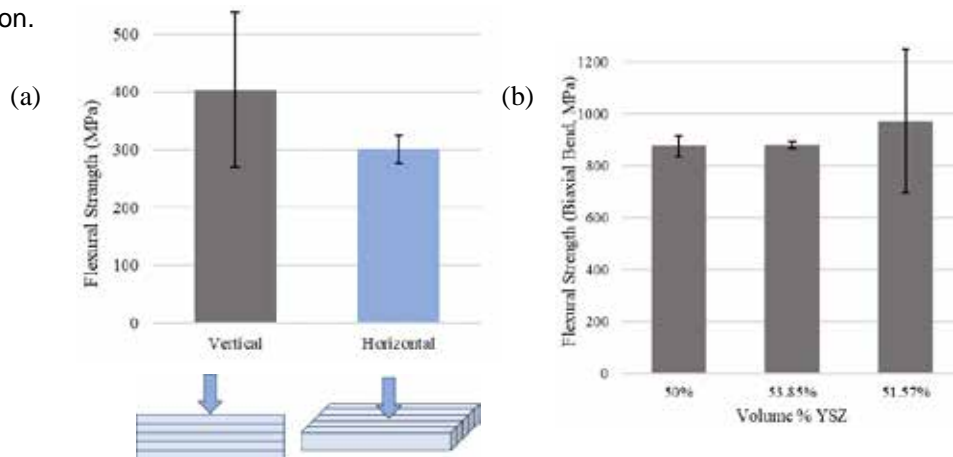 on.
(a)
Flexural Strangth (MPa)
500
400
300
200
100
0
Vertical
Horizontal
(b)
Flexural Strength (Biaxial Bend, MPa)
1200
1000
800
600
400
200
0
50%
53.85%
51.57%
Volume % YSZ